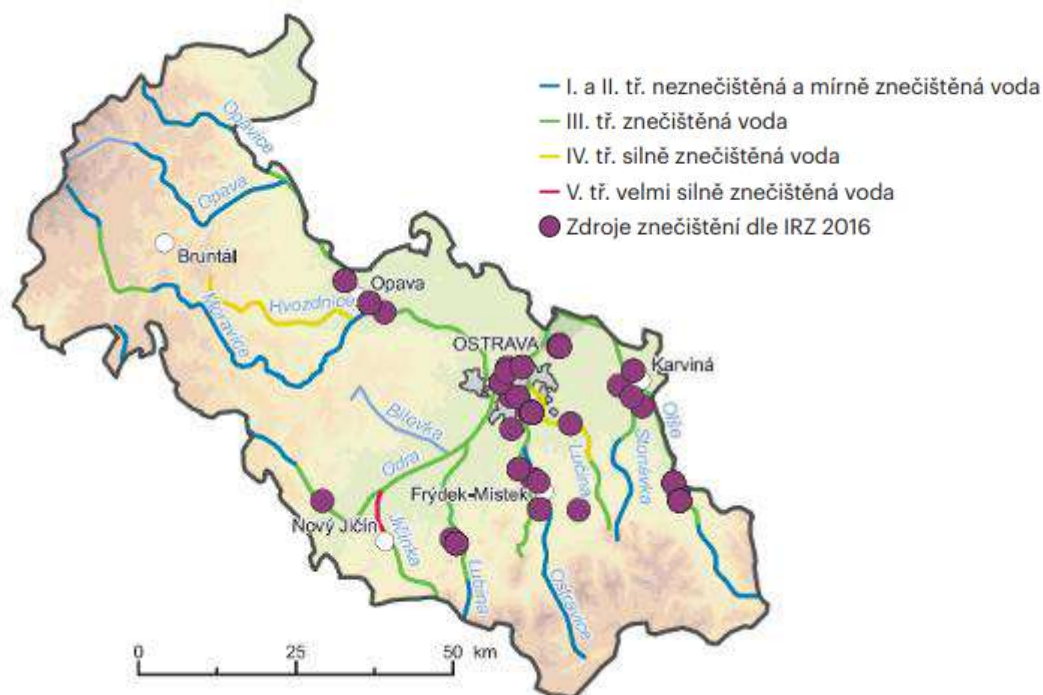 I. a II. tř. neznečištěná a mírně znečištěná voda
III. tř. znečištěná voda
IV. tř. silně znečištěná voda
V. tř. velmi silně znečištěná voda
Zdroje znečištění dle IRZ 2016
Opavice
Opava
Bruntál
Opava
Hvozdnice
Moravice
OSTRAVA
Karviná
Olše
Bílovka
Stonávka
Lučina
Odra
Frýdek-Místek
Nový Jičín
Jičínka
Lubina
Ostravice
0 25 50 km